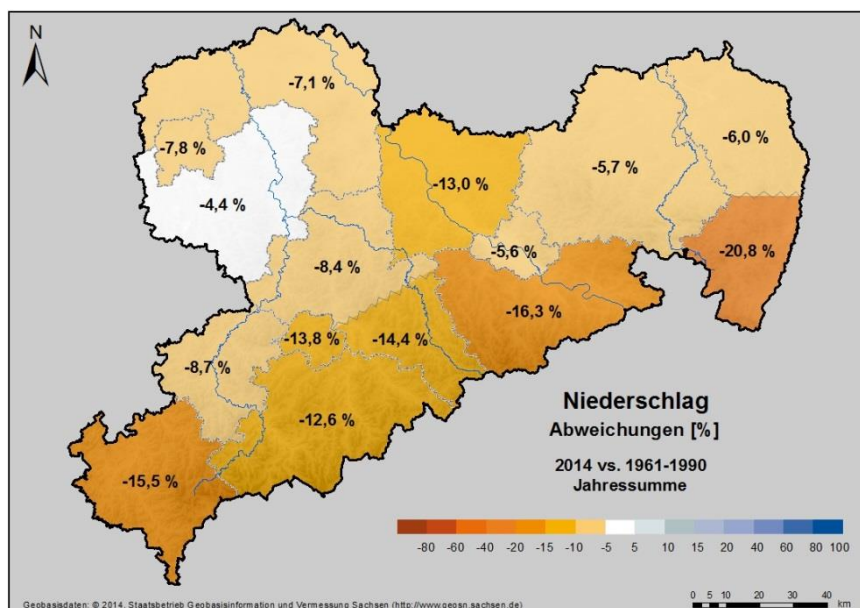 N
-7,1 %
-6,0 %
-7,8 %
-5,7 %
-13,0 %
-4,4 %
-5,6 %
-20,8 %
-8,4 %
-16,3 %
-13,8 %
-14,4 %
-8,7 %
-12,6 %
-15,5 %
Niederschlag
Abweichungen [%]
2014 vs. 1961-1990
Jahressumme
-80 -60 -40 -20 -15 -10 -5 5 10 15 20 40 60 80 100
Geobasisdaten: © 2014, Staatsbetrieb Geobasisinformation und Vermessung Sachsen (http://www.geosn.sachsen.de)
0 5 10 20 30 40
km